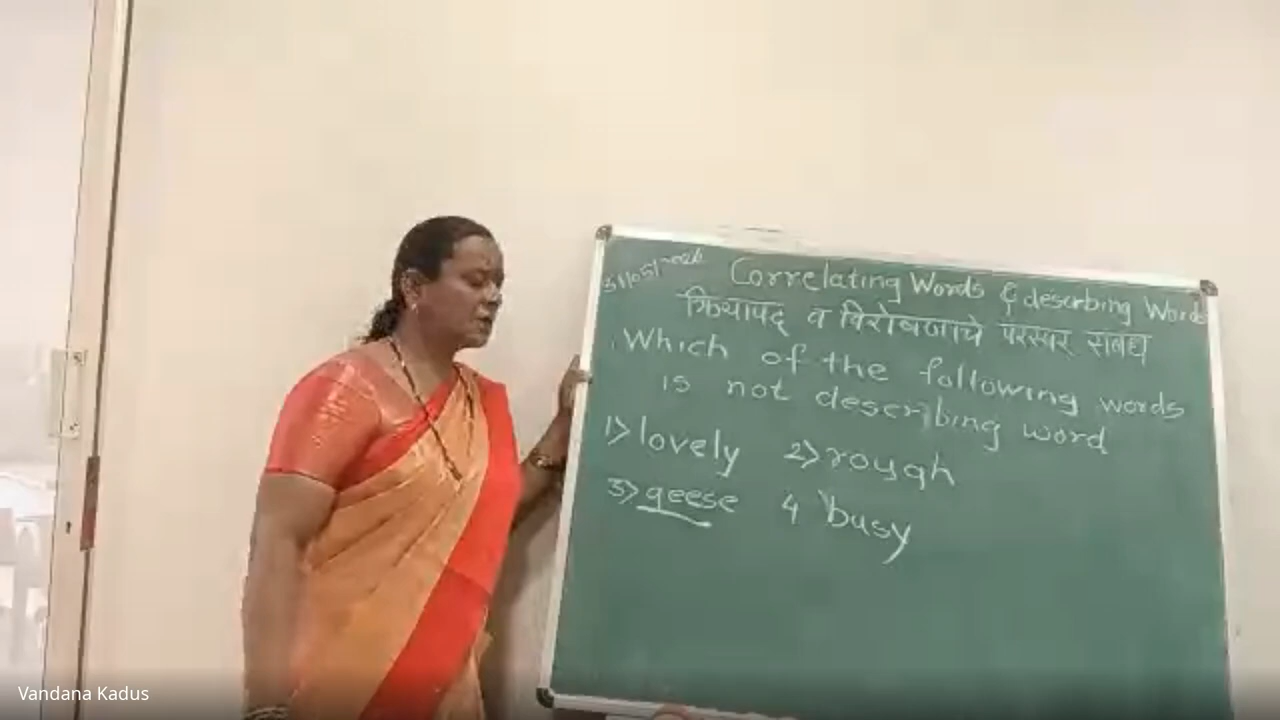 Correlating Words & describing Words
क्रियापद व विशेषणाचे परस्पर संबंध
Which of the following words
is not describing word
1> lovely 2> rough
3> geese 4 busy
Vandana Kadus